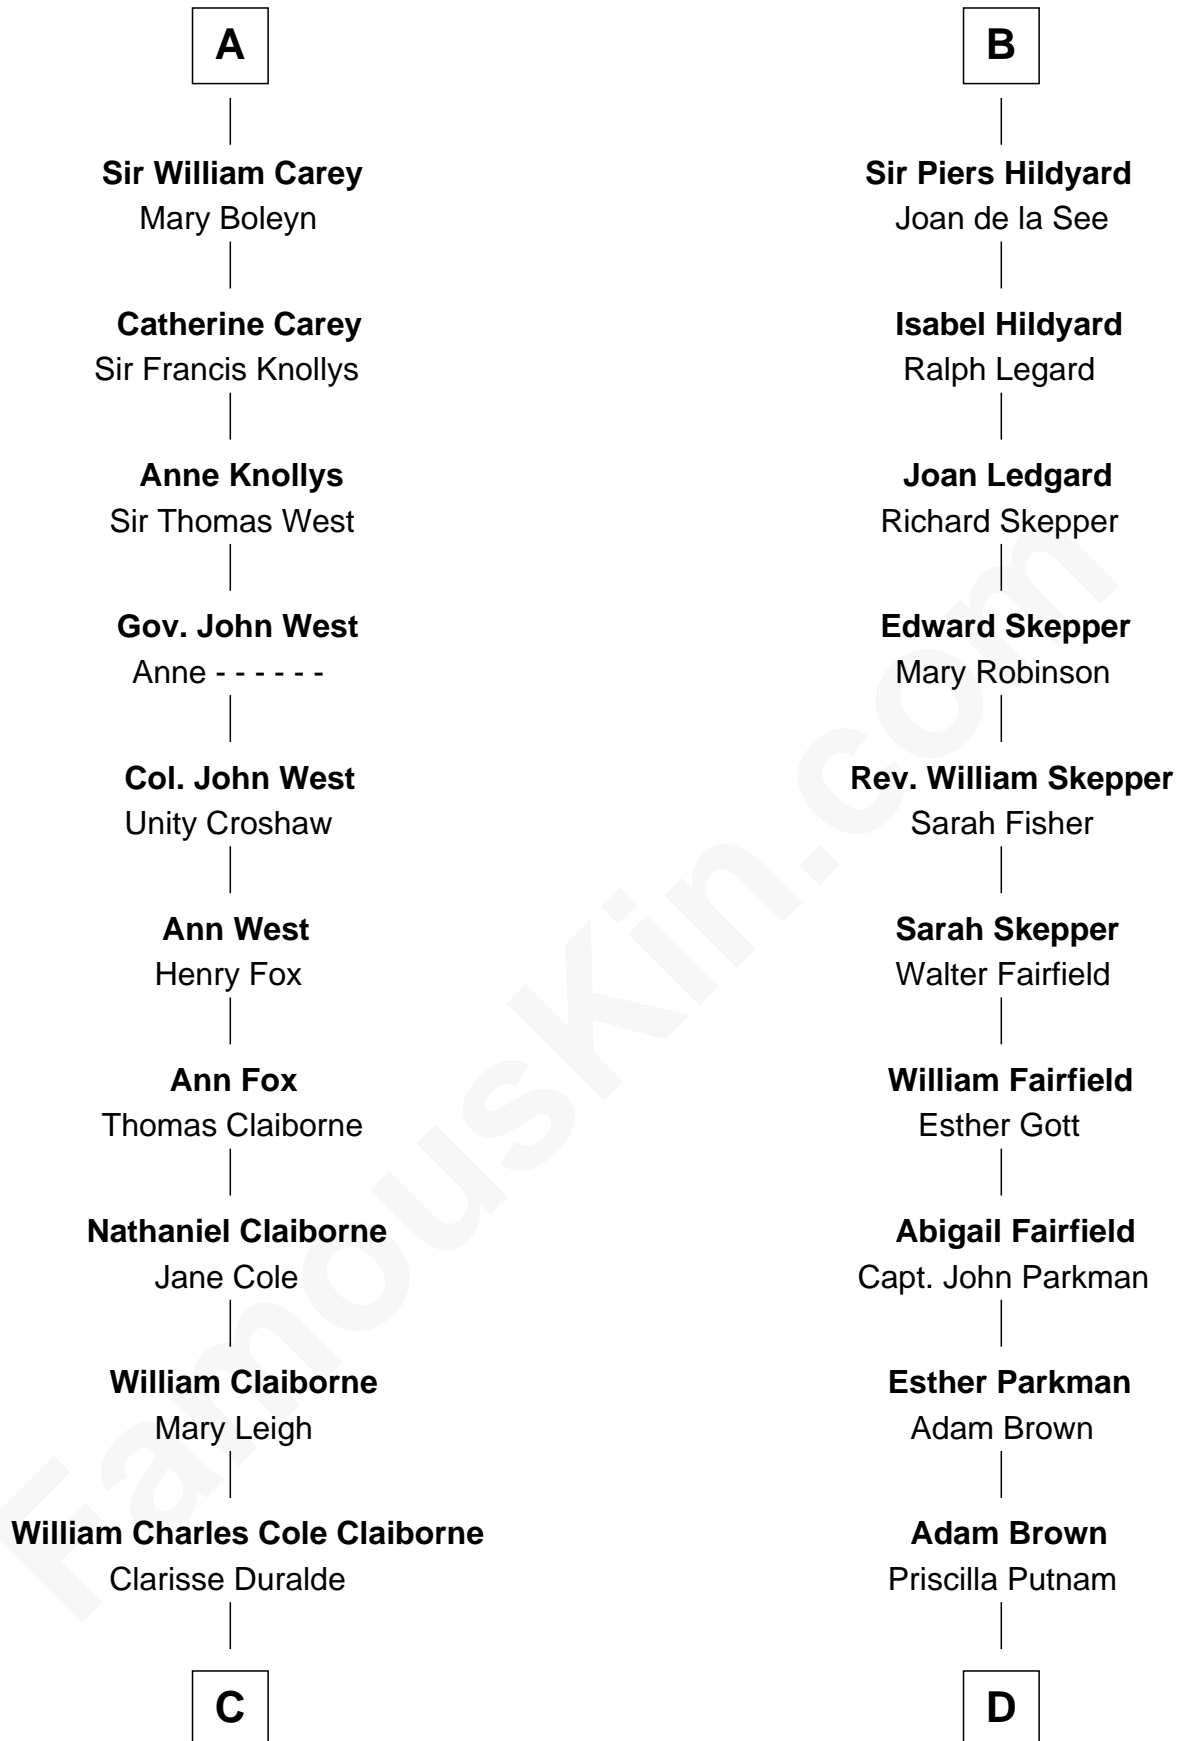 A
Sir William Carey
Mary Boleyn
Catherine Carey
Sir Francis Knollys
Anne Knollys
Sir Thomas West
Gov. John West
Anne - - - - - -
Col. John West
Unity Croshaw
Ann West
Henry Fox
Ann Fox
Thomas Claiborne
Nathaniel Claiborne
Jane Cole
William Claiborne
Mary Leigh
William Charles Cole Claiborne
Clarisse Duralde
C
B
Sir Piers Hildyard
Joan de la See
Isabel Hildyard
Ralph Legard
Joan Ledgard
Richard Skepper
Edward Skepper
Mary Robinson
Rev. William Skepper
Sarah Fisher
Sarah Skepper
Walter Fairfield
William Fairfield
Esther Gott
Abigail Fairfield
Capt. John Parkman
Esther Parkman
Adam Brown
Adam Brown
Priscilla Putnam
D
FamousKin.com